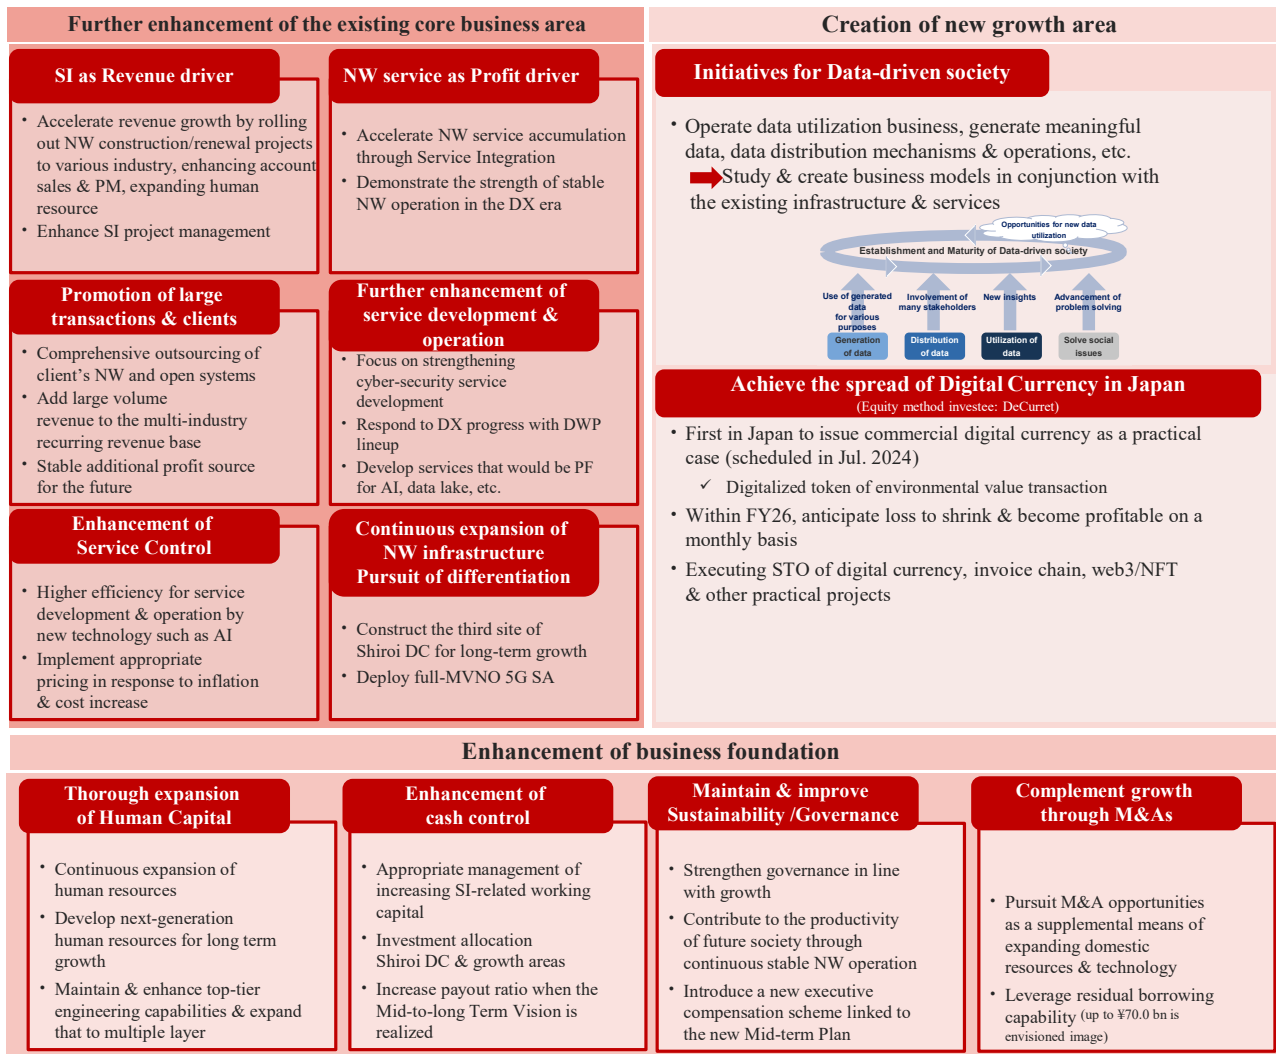 Further enhancement of the existing core business area
SI as Revenue driver
• Accelerate revenue growth by rolling
out NW construction/renewal projects
to various industry, enhancing account
sales & PM, expanding human
resource
• Enhance SI project management
NW service as Profit driver
• Accelerate NW service accumulation
through Service Integration
• Demonstrate the strength of stable
NW operation in the DX era
Promotion of large
transactions & clients
• Comprehensive outsourcing of
client’s NW and open systems
• Add large volume
revenue to the multi-industry
recurring revenue base
• Stable additional profit source
for the future
Further enhancement of
service development &
operation
• Focus on strengthening
cyber-security service
development
• Respond to DX progress with DWP
lineup
• Develop services that would be PF
for AI, data lake, etc.
Enhancement of
Service Control
• Higher efficiency for service
development & operation by
new technology such as AI
• Implement appropriate
pricing in response to inflation
& cost increase
Continuous expansion of
NW infrastructure
Pursuit of differentiation
• Construct the third site of
Shiroi DC for long-term growth
• Deploy full-MVNO 5G SA
Creation of new growth area
Initiatives for Data-driven society
• Operate data utilization business, generate meaningful
data, data distribution mechanisms & operations, etc.
Study & create business models in conjunction with
the existing infrastructure & services
Opportunities for new data
utilization
Establishment and Maturity of Data-driven society
Use of generated
data
for various
purposes
Involvement of
many stakeholders
New insights
Advancement of
problem solving
Generation
of data
Distribution
of data
Utilization of
data
Solve social
issues
Achieve the spread of Digital Currency in Japan
(Equity method investee: DeCurret)
• First in Japan to issue commercial digital currency as a practical
case (scheduled in Jul. 2024)
✓ Digitalized token of environmental value transaction
• Within FY26, anticipate loss to shrink & become profitable on a
monthly basis
• Executing STO of digital currency, invoice chain, web3/NFT
& other practical projects
Enhancement of business foundation
Thorough expansion
of Human Capital
• Continuous expansion of
human resources
• Develop next-generation
human resources for long term
growth
• Maintain & enhance top-tier
engineering capabilities & expand
that to multiple layer
Enhancement of
cash control
• Appropriate management of
increasing SI-related working
capital
• Investment allocation
Shiroi DC & growth areas
• Increase payout ratio when the
Mid-to-long Term Vision is
realized
Maintain & improve
Sustainability /Governance
• Strengthen governance in line
with growth
• Contribute to the productivity
of future society through
continuous stable NW operation
• Introduce a new executive
compensation scheme linked to
the new Mid-term Plan
Complement growth
through M&As
• Pursuit M&A opportunities
as a supplemental means of
expanding domestic
resources & technology
• Leverage residual borrowing
capability (up to ¥70.0 bn is
envisioned image)